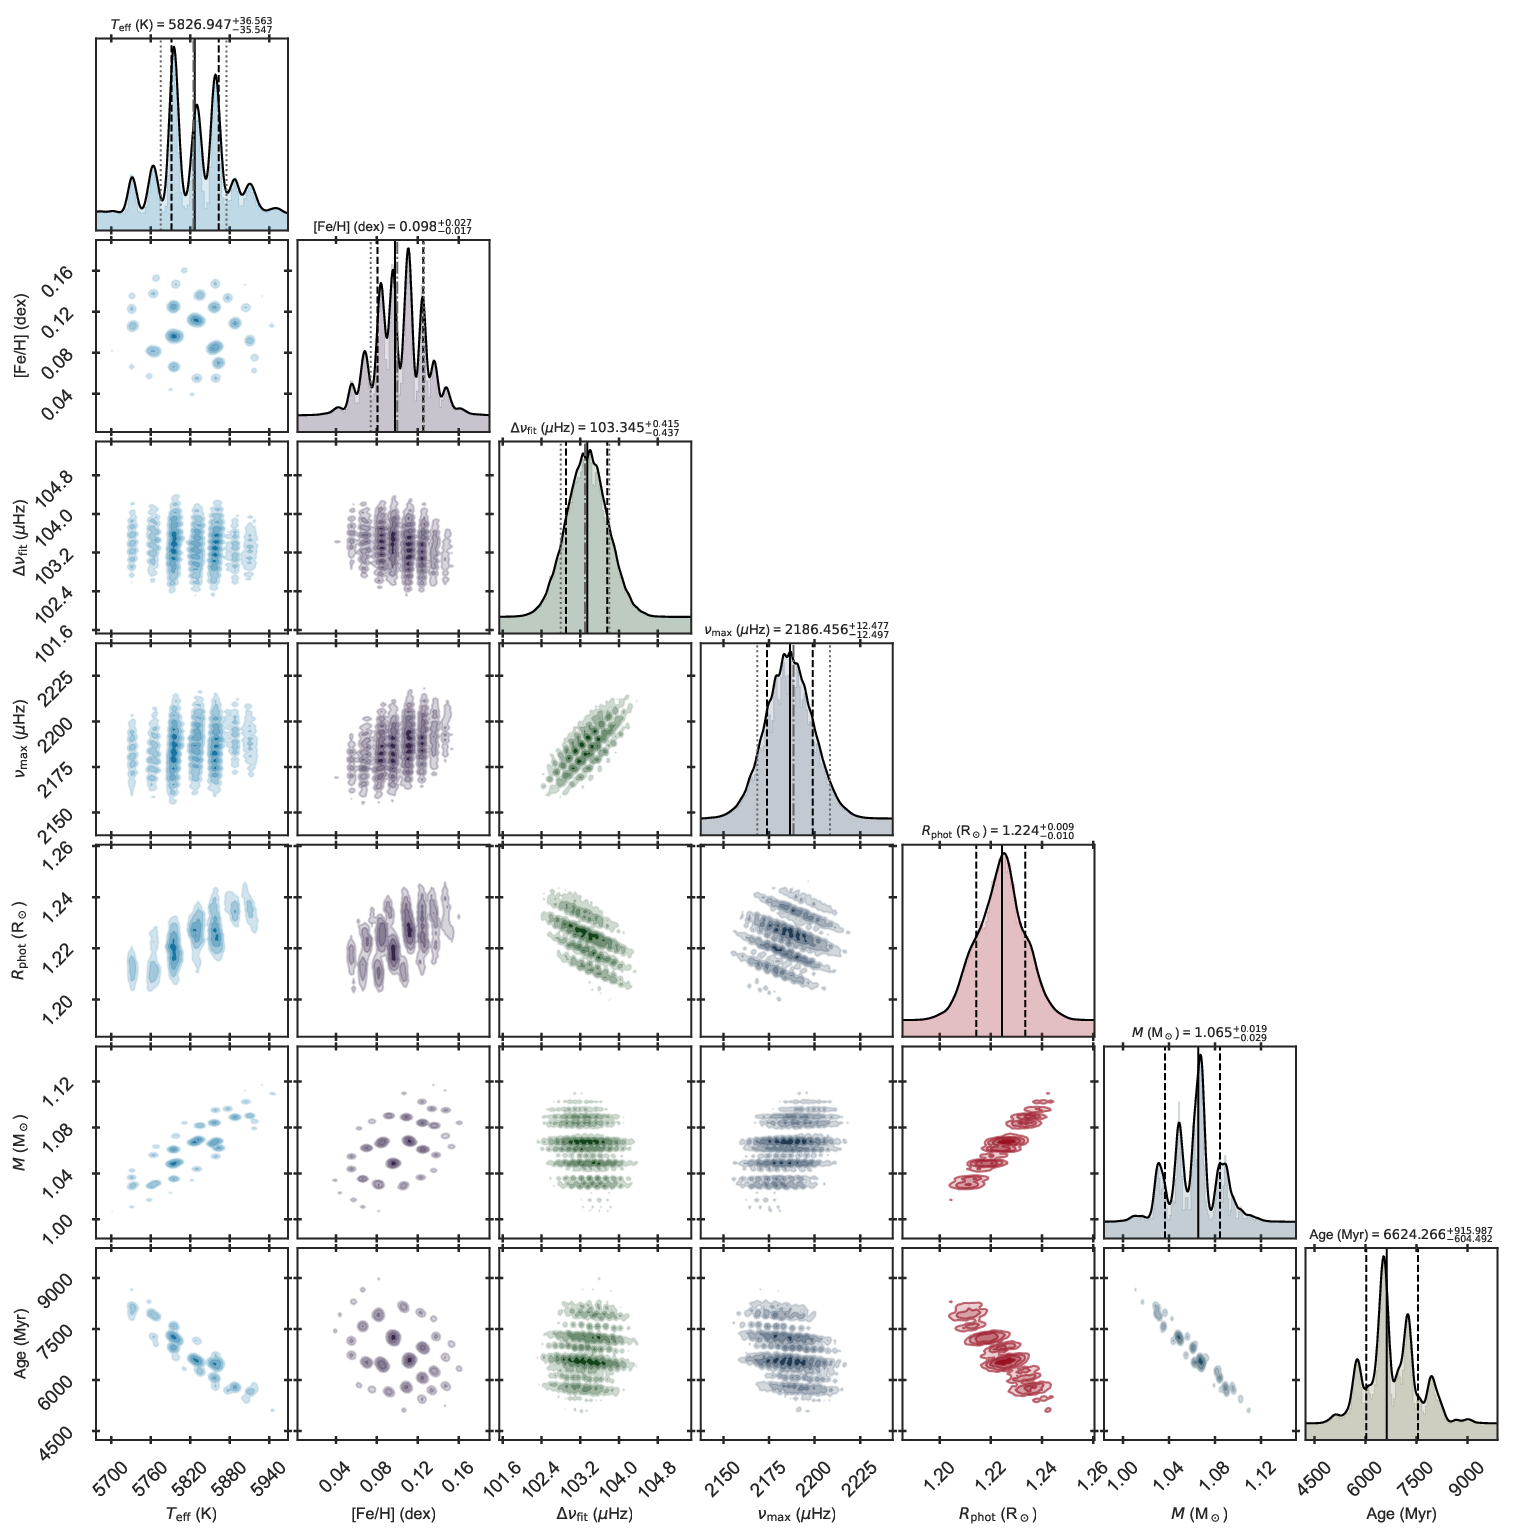 T_eff (K) = 5826.947 +36.563 −35.547
[Fe/H] (dex) = 0.098 +0.027 −0.017
[Fe/H] (dex)
0.16
0.12
0.08
0.04
Δν_fit (μHz) = 103.345 +0.415 −0.437
Δν_fit (μHz)
104.8
104.0
103.2
102.4
101.6
ν_max (μHz) = 2186.456 +12.477 −12.497
ν_max (μHz)
2225
2200
2175
2150
R_phot (R⊙) = 1.224 +0.009 −0.010
R_phot (R⊙)
1.26
1.24
1.22
1.20
M (M⊙) = 1.065 +0.019 −0.029
M (M⊙)
1.12
1.08
1.04
1.00
Age (Myr) = 6624.266 +915.987 −604.492
Age (Myr)
9000
7500
6000
4500
5700 5760 5820 5880 5940
0.04 0.08 0.12 0.16
101.6 102.4 103.2 104.0 104.8
2150 2175 2200 2225
1.20 1.22 1.24 1.26
1.00 1.04 1.08 1.12
4500 6000 7500 9000
T_eff (K)
[Fe/H] (dex)
Δν_fit (μHz)
ν_max (μHz)
R_phot (R⊙)
M (M⊙)
Age (Myr)